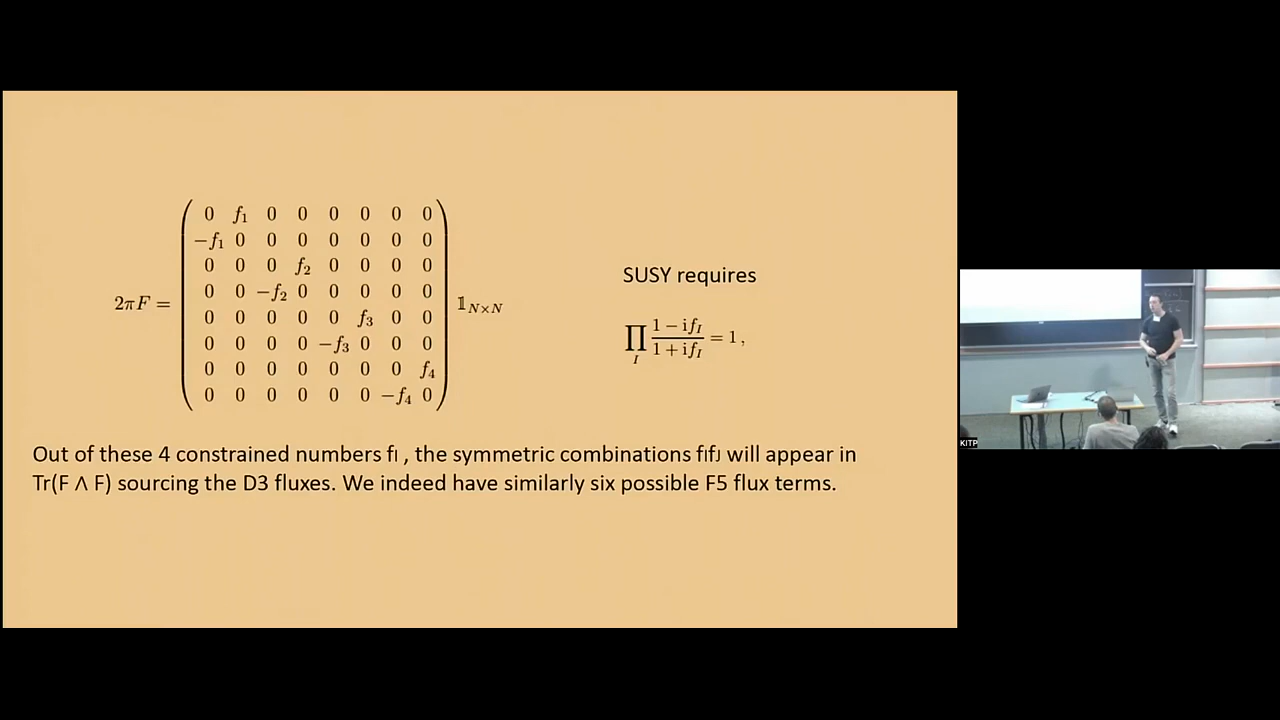 2πF = ( 0 f₁ 0 0 0 0 0 0
−f₁ 0 0 0 0 0 0 0
0 0 0 f₂ 0 0 0 0
0 0 −f₂ 0 0 0 0 0
0 0 0 0 0 f₃ 0 0
0 0 0 0 −f₃ 0 0 0
0 0 0 0 0 0 0 f₄
0 0 0 0 0 0 −f₄ 0 ) 𝟙_{N×N}
SUSY requires
∏_I (1 − i f_I)/(1 + i f_I) = 1 ,
Out of these 4 constrained numbers fI , the symmetric combinations fIfJ will appear in
Tr(F ∧ F) sourcing the D3 fluxes. We indeed have similarly six possible F5 flux terms.
KITP